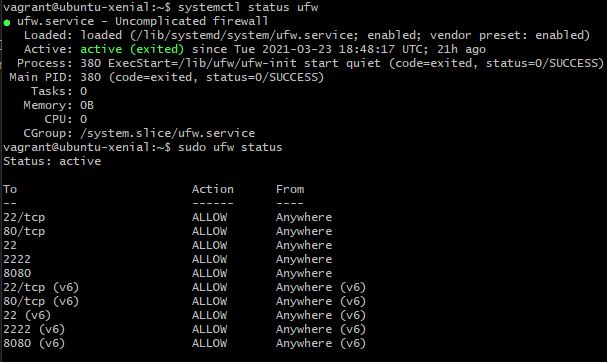 vagrant@ubuntu-xenial:~$ systemctl status ufw
● ufw.service - Uncomplicated firewall
   Loaded: loaded (/lib/systemd/system/ufw.service; enabled; vendor preset: enabled)
   Active: active (exited) since Tue 2021-03-23 18:48:17 UTC; 21h ago
  Process: 380 ExecStart=/lib/ufw/ufw-init start quiet (code=exited, status=0/SUCCESS)
 Main PID: 380 (code=exited, status=0/SUCCESS)
    Tasks: 0
   Memory: 0B
      CPU: 0
   CGroup: /system.slice/ufw.service
vagrant@ubuntu-xenial:~$ sudo ufw status
Status: active

To                         Action      From
--                         ------      ----
22/tcp                     ALLOW       Anywhere
80/tcp                     ALLOW       Anywhere
22                         ALLOW       Anywhere
2222                       ALLOW       Anywhere
8080                       ALLOW       Anywhere
22/tcp (v6)                ALLOW       Anywhere (v6)
80/tcp (v6)                ALLOW       Anywhere (v6)
22 (v6)                    ALLOW       Anywhere (v6)
2222 (v6)                  ALLOW       Anywhere (v6)
8080 (v6)                  ALLOW       Anywhere (v6)